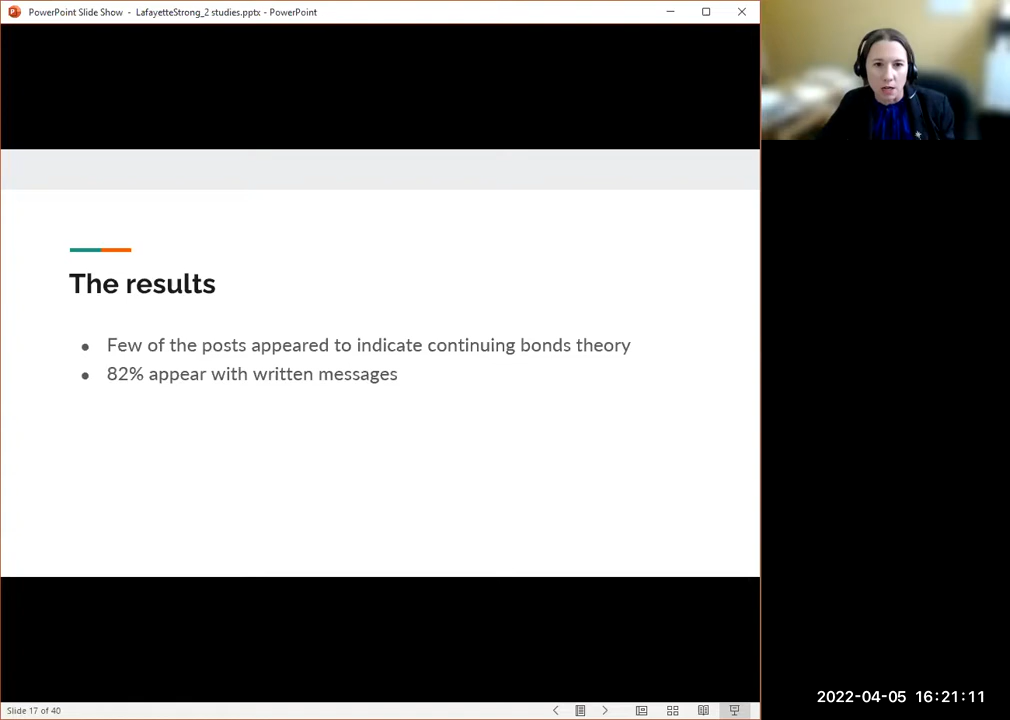 PowerPoint Slide Show - LafayetteStrong_2 studies.pptx - PowerPoint
The results
• Few of the posts appeared to indicate continuing bonds theory
• 82% appear with written messages
Slide 17 of 40
2022-04-05 16:21:11